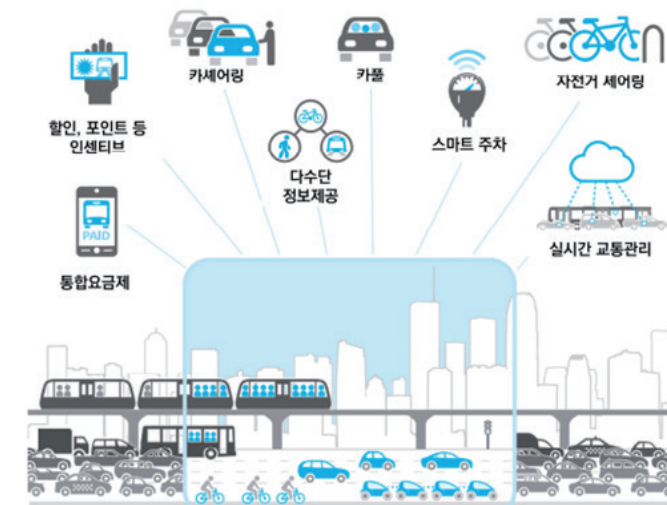 할인, 포인트 등
인센티브
카셰어링
카풀
자전거 셰어링
다수단
정보제공
스마트 주차
PAID
통합요금제
실시간 교통관리